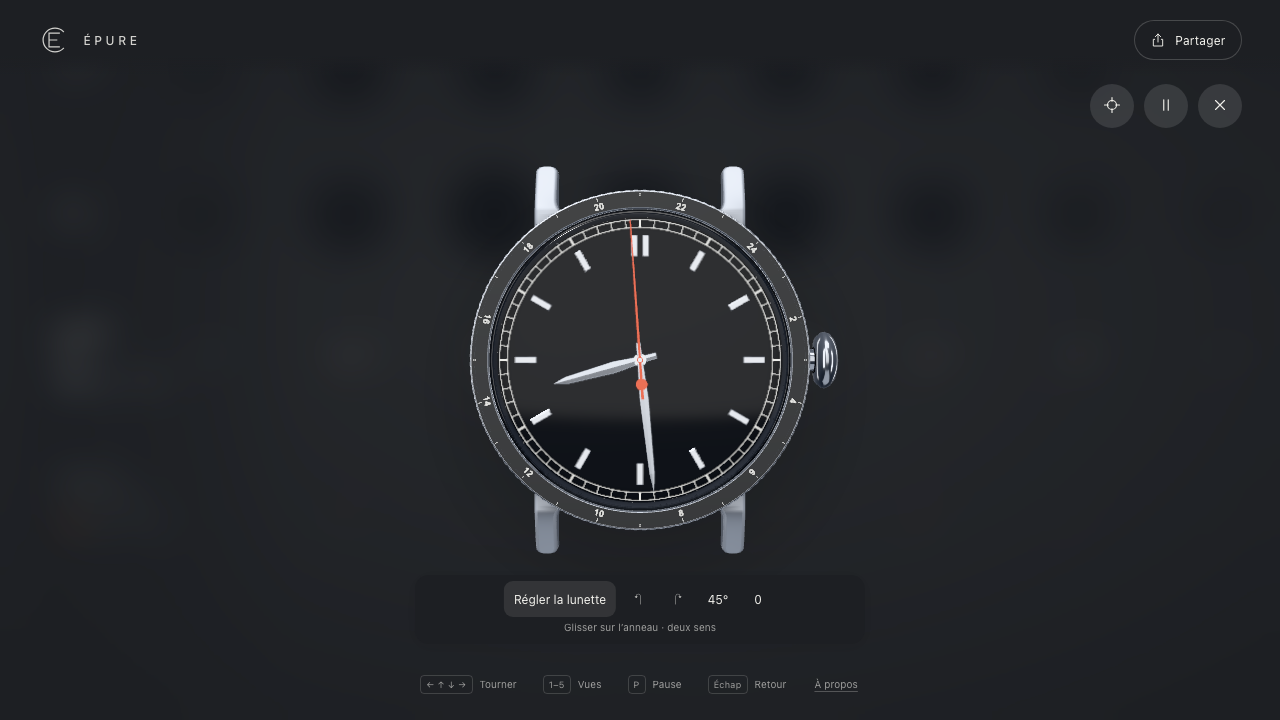 ÉPURE
Partager
20 22
18 24
16 2
14 4
12 6
10 8
Régler la lunette 45° 0
Glisser sur l'anneau · deux sens
← ↑ ↓ → Tourner 1–5 Vues P Pause Échap Retour À propos